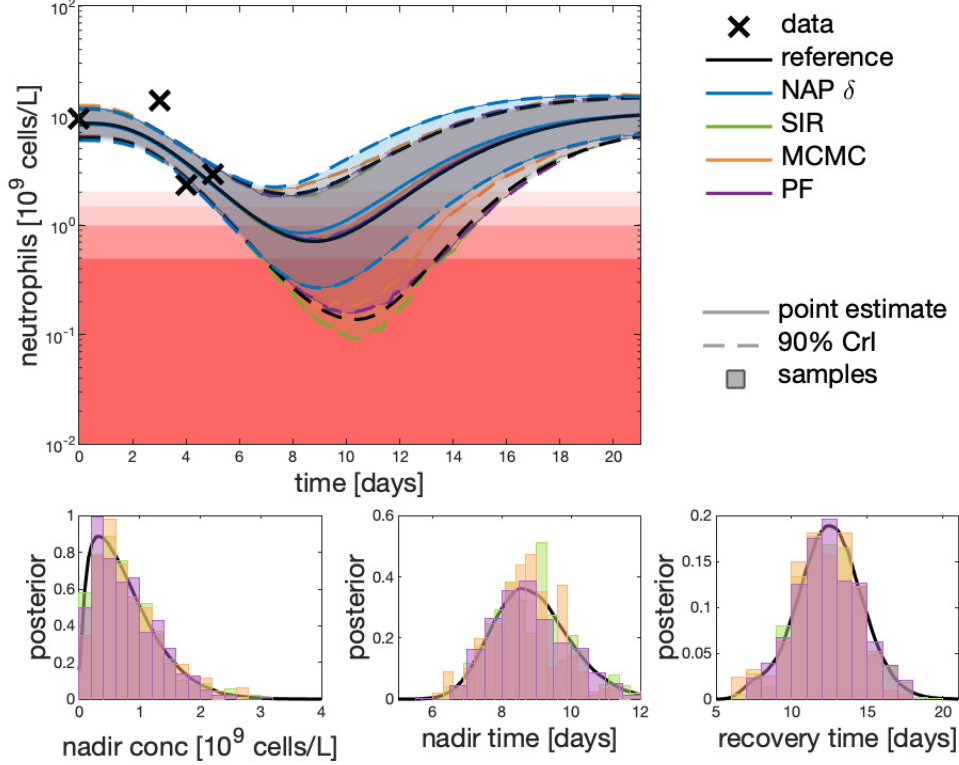 10²
10¹
10⁰
10⁻¹
10⁻²
neutrophils [10⁹ cells/L]
0 2 4 6 8 10 12 14 16 18 20
time [days]
data
reference
NAP δ
SIR
MCMC
PF
point estimate
90% CrI
samples
1
0.8
0.6
0.4
0.2
0
posterior
0 1 2 3 4
nadir conc [10⁹ cells/L]
0.6
0.4
0.2
0
posterior
6 8 10 12
nadir time [days]
0.2
0.15
0.1
0.05
0
posterior
5 10 15 20
recovery time [days]